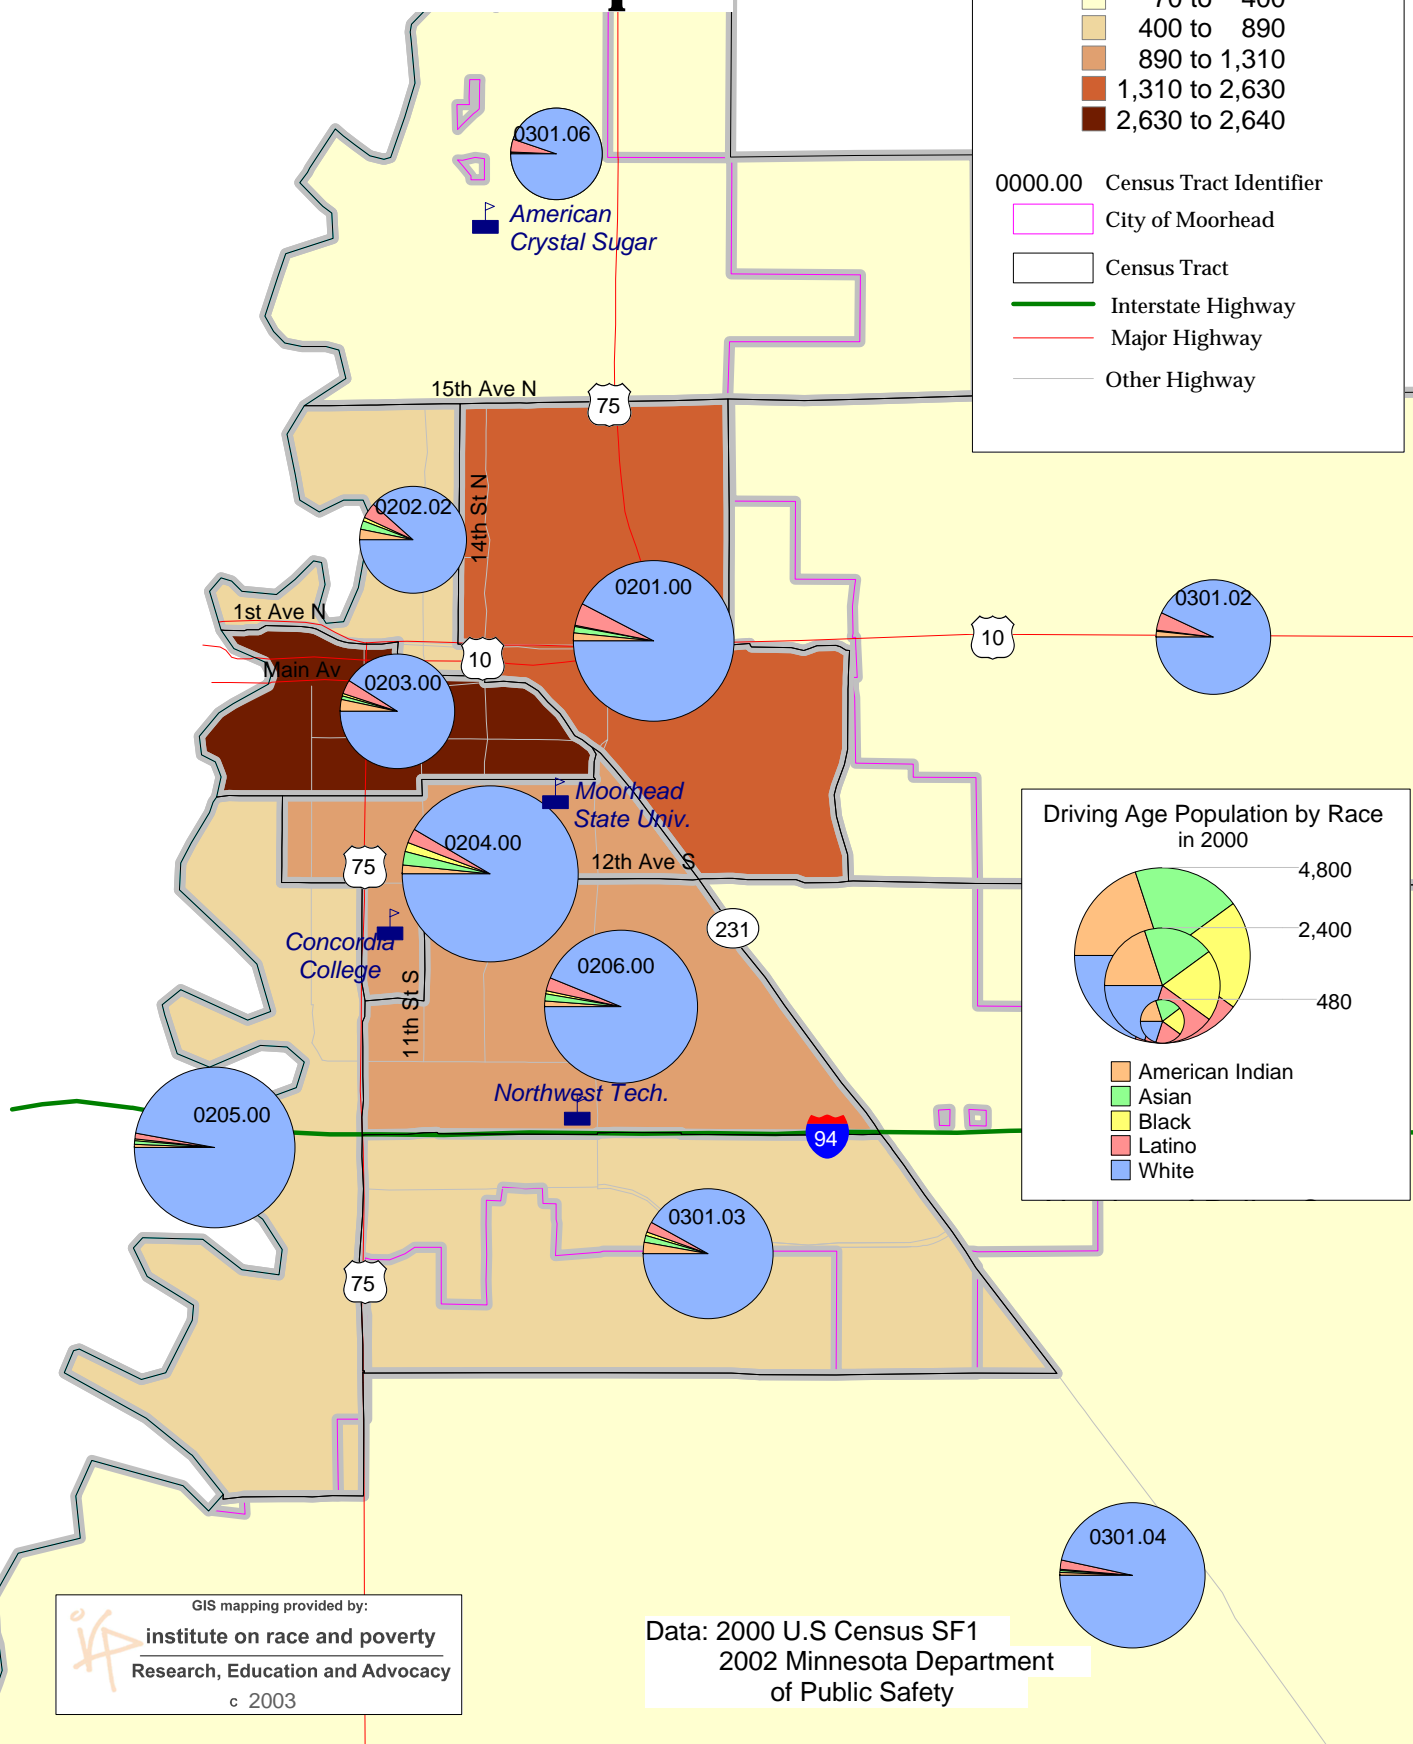 70 to 400
400 to 890
890 to 1,310
1,310 to 2,630
2,630 to 2,640
0000.00 Census Tract Identifier
City of Moorhead
Census Tract
Interstate Highway
Major Highway
Other Highway
0301.06
American
Crystal Sugar
15th Ave N
75
14th St N
0202.02
0201.00
0301.02
1st Ave N
10
10
Main Av
0203.00
Moorhead
State Univ.
0204.00
12th Ave S
75
231
Concordia
College
11th St S
0206.00
Northwest Tech.
0205.00
94
0301.03
75
Driving Age Population by Race
in 2000
4,800
2,400
480
American Indian
Asian
Black
Latino
White
0301.04
GIS mapping provided by:
institute on race and poverty
Research, Education and Advocacy
c 2003
Data: 2000 U.S Census SF1
2002 Minnesota Department
of Public Safety